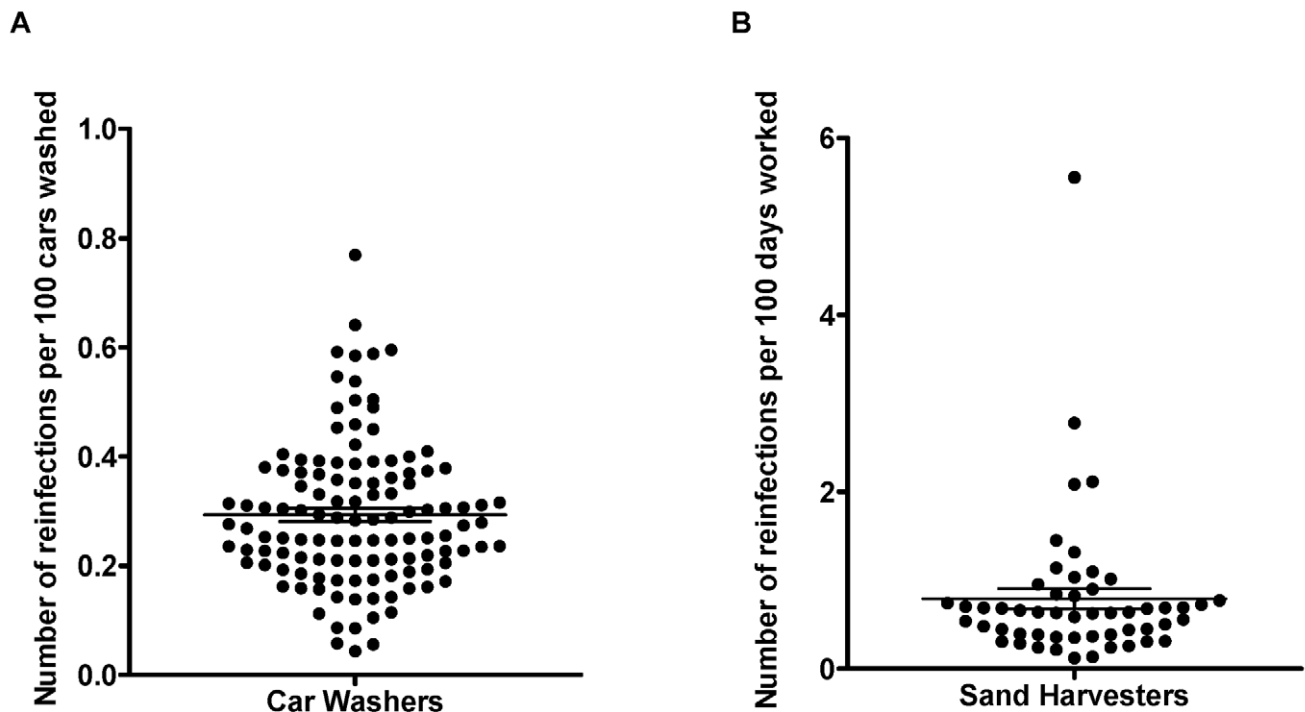 A
Number of reinfections per 100 cars washed
1.0
0.8
0.6
0.4
0.2
0.0
Car Washers
B
Number of reinfections per 100 days worked
6
4
2
0
Sand Harvesters